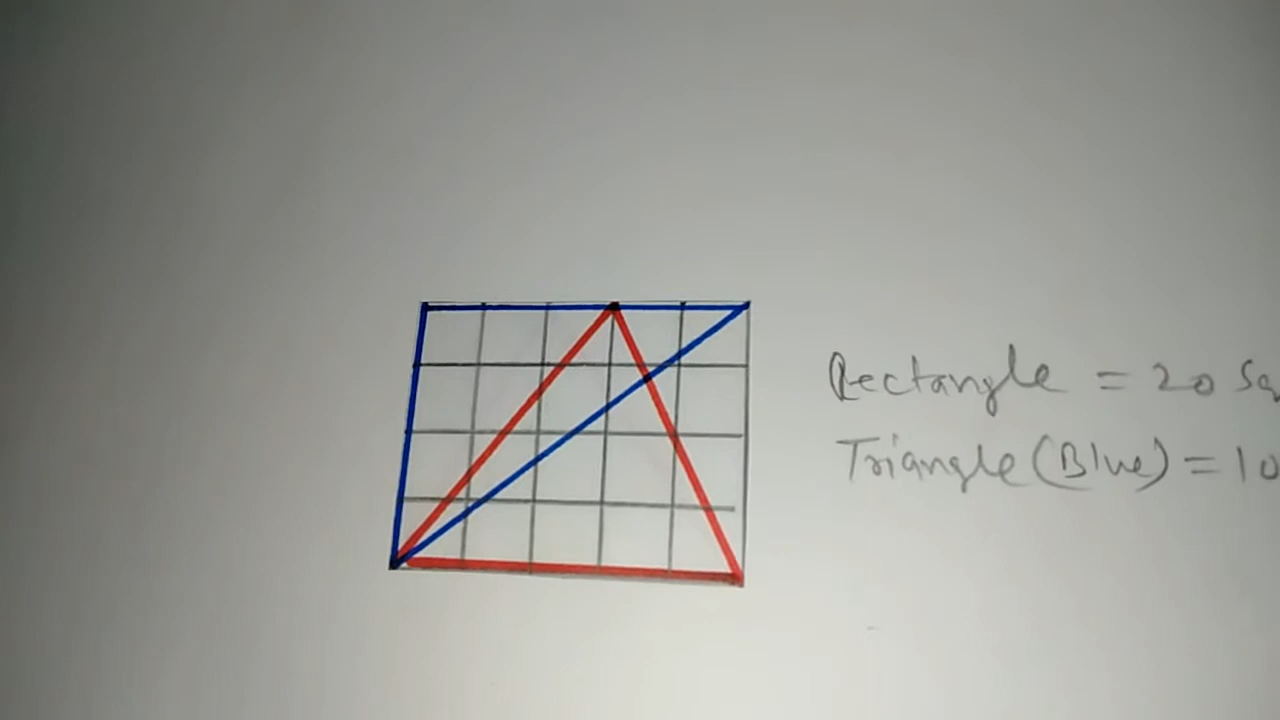 Rectangle = 20 Sq
Triangle (Blue) = 10